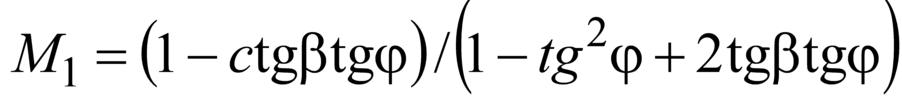 M₁ = (1 − ctgβtgφ)/(1 − tg²φ + 2tgβtgφ)